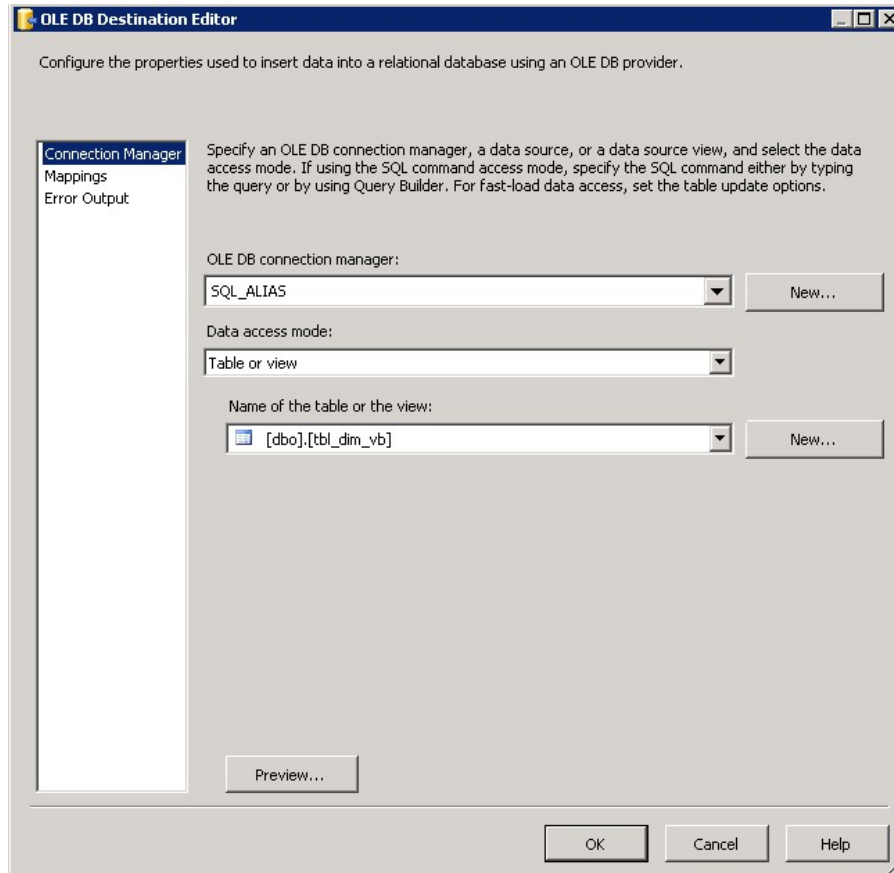 OLE DB Destination Editor
Configure the properties used to insert data into a relational database using an OLE DB provider.
Connection Manager
Mappings
Error Output
Specify an OLE DB connection manager, a data source, or a data source view, and select the data
access mode. If using the SQL command access mode, specify the SQL command either by typing
the query or by using Query Builder. For fast-load data access, set the table update options.
OLE DB connection manager:
SQL_ALIAS
New...
Data access mode:
Table or view
Name of the table or the view:
[dbo].[tbl_dim_vb]
New...
Preview...
OK
Cancel
Help